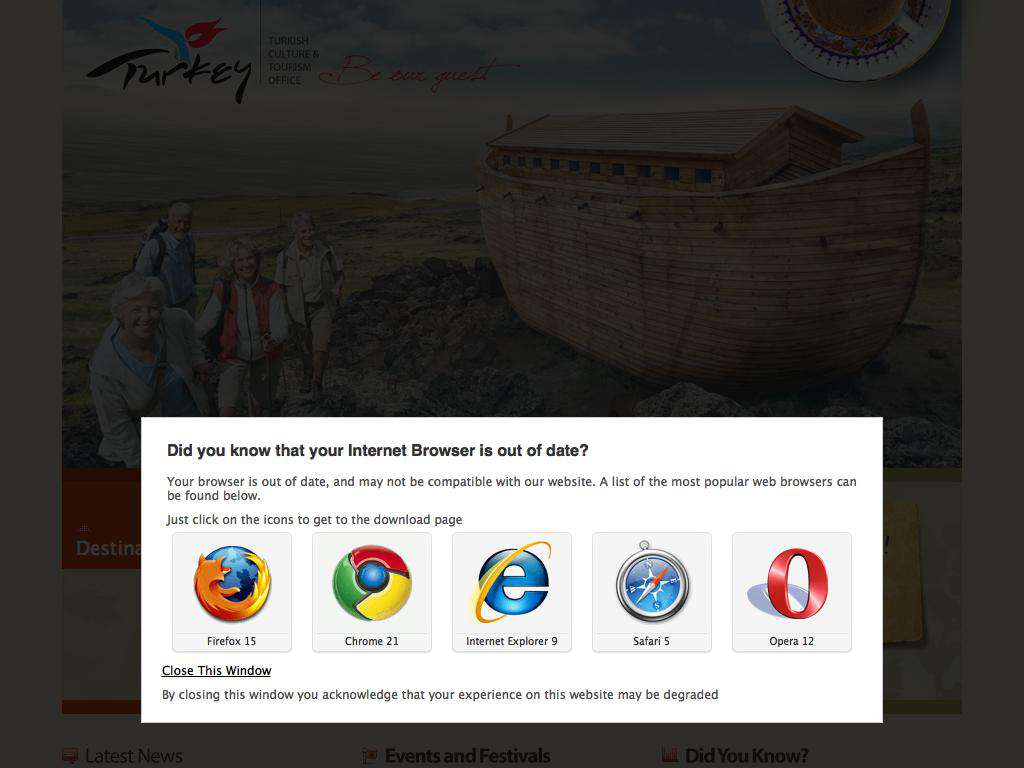 Turkey
TURKISH
CULTURE &
TOURISM
OFFICE
Be our guest
Did you know that your Internet Browser is out of date?
Your browser is out of date, and may not be compatible with our website. A list of the most popular web browsers can
be found below.
Just click on the icons to get to the download page
Destina
Firefox 15
Chrome 21
Internet Explorer 9
Safari 5
Opera 12
Close This Window
By closing this window you acknowledge that your experience on this website may be degraded
Latest News
Events and Festivals
Did You Know?